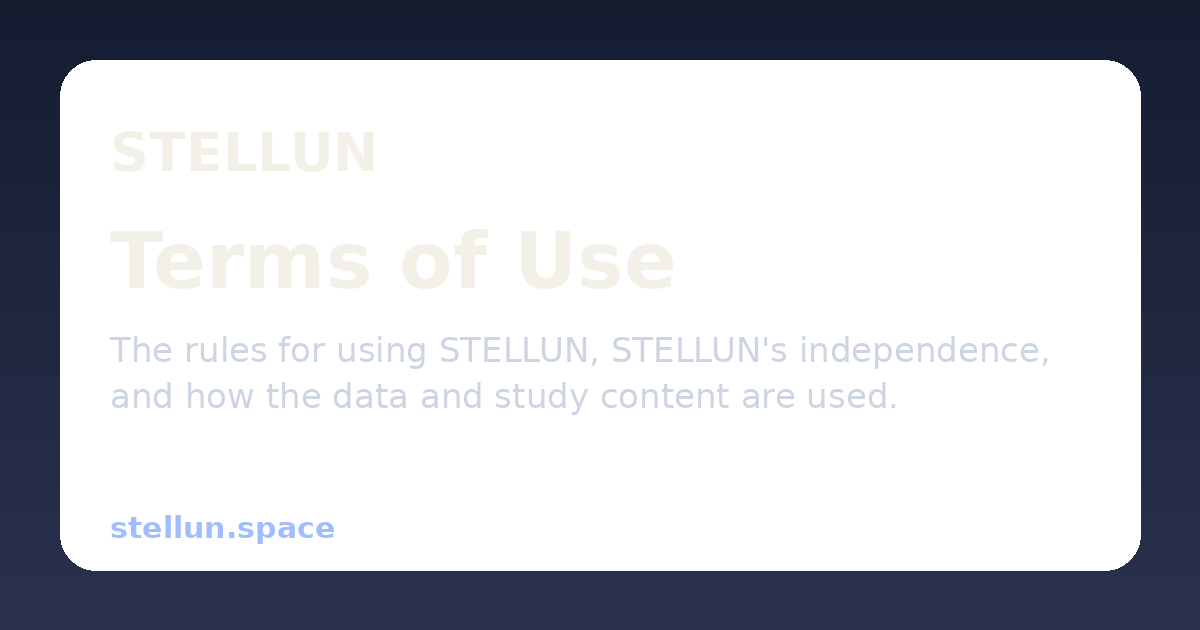 STELLUN
Terms of Use
The rules for using STELLUN, STELLUN's independence,
and how the data and study content are used.
stellun.space